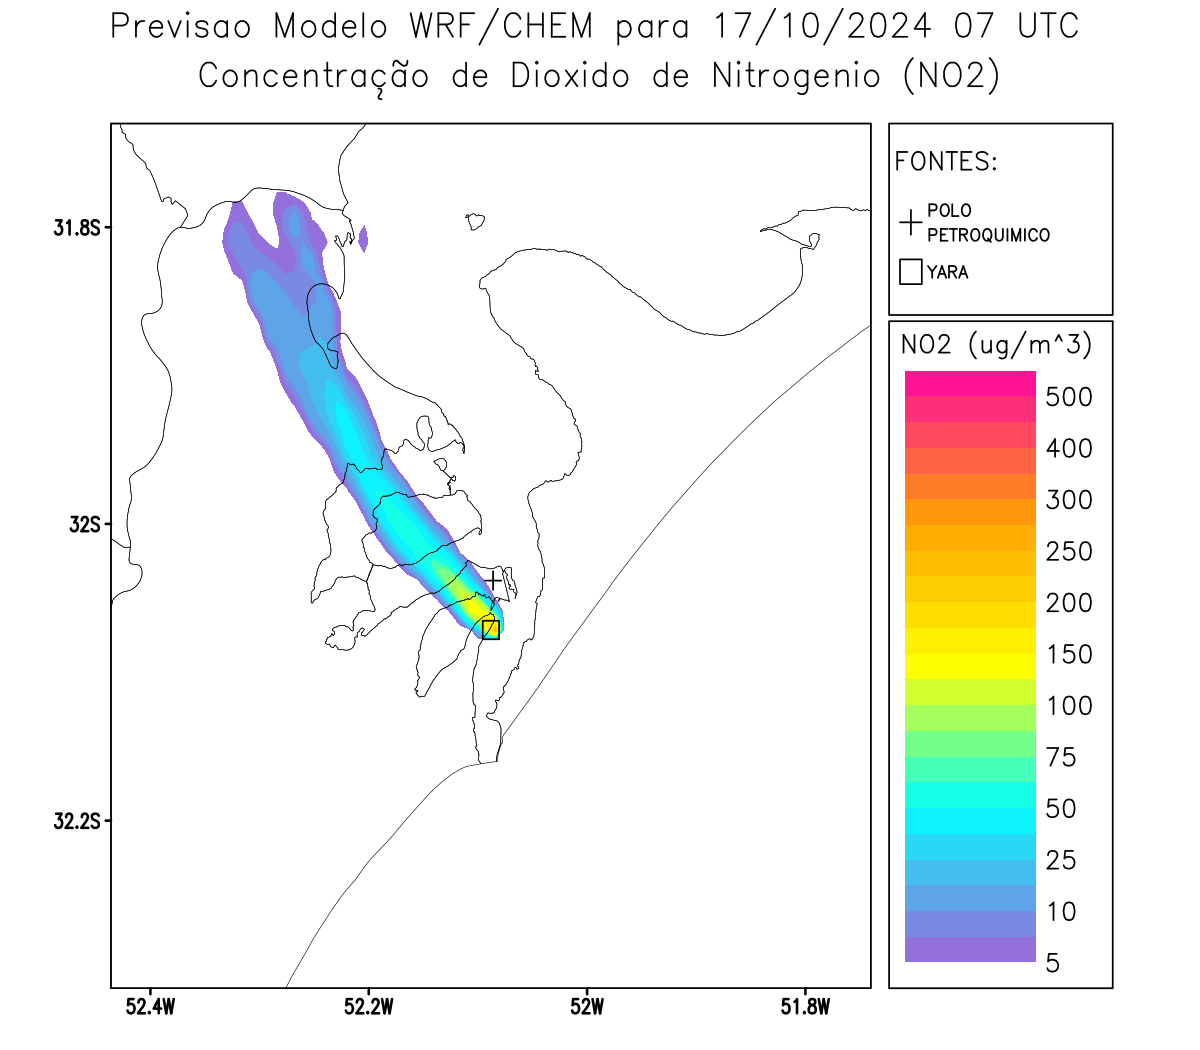 Previsao Modelo WRF/CHEM para 17/10/2024 07 UTC
Concentração de Dioxido de Nitrogenio (NO2)
FONTES:
POLO
PETROQUIMICO
YARA
NO2 (ug/m^3)
500
400
300
250
200
150
100
75
50
25
10
5
31.8S
32S
32.2S
52.4W
52.2W
52W
51.8W